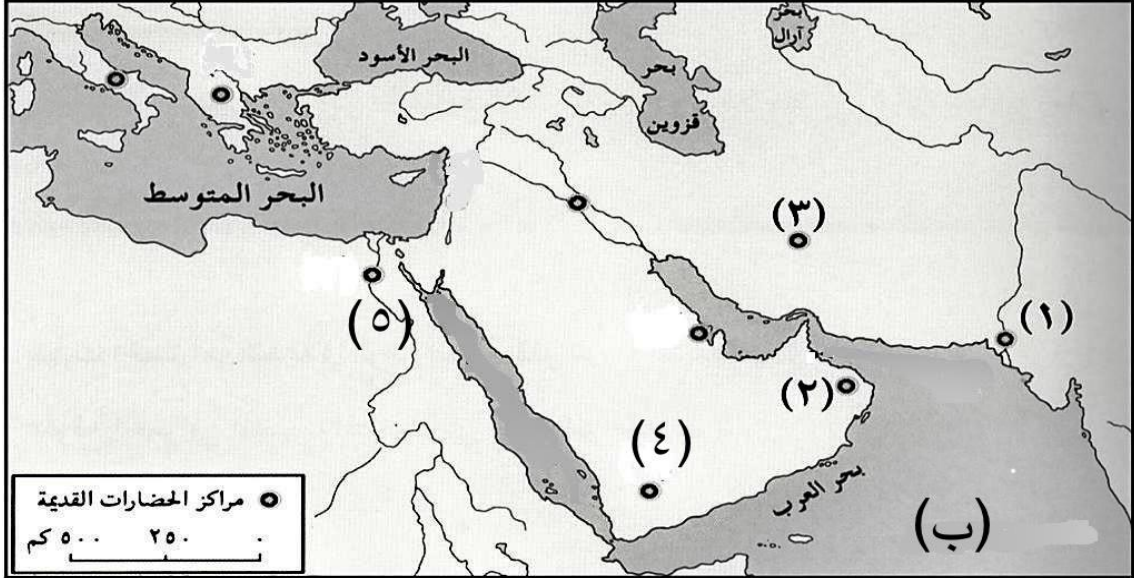 بحر
آرال
البحر الأسود
بحر
قزوين
البحر المتوسط
(٣)
(١)
(٥)
(٢)
(٤)
بحر العرب
(ب)
مراكز الحضارات القديمة
٥٠٠ كم ٢٥٠ ٠